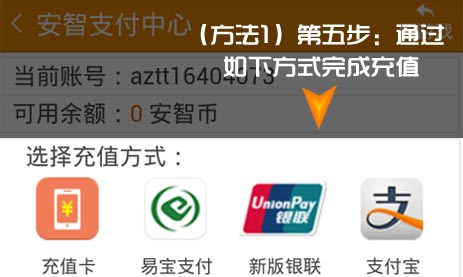 安智支付中心
（方法1）第五步：通过
如下方式完成充值
当前账号：aztt16404673
可用余额：0 安智币
选择充值方式：
UnionPay
银联
支
充值卡 易宝支付 新版银联 支付宝